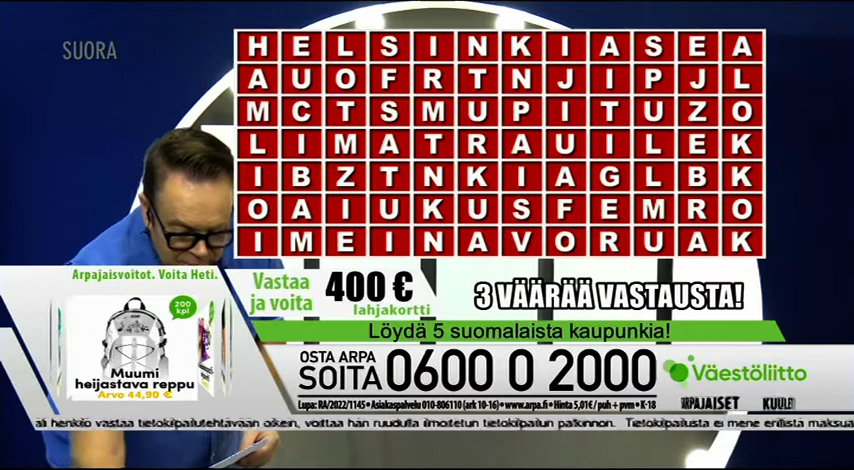 SUORA
H E L S I N K I A S E A
A U O F R T N J I P J L
M C T S M U P I T U Z O
L I M A T R A U I L E K
I B Z T N K I A G L B K
O A I U K U S F E M R O
I M E I N A V O R U A K
Arpajaisvoitot. Voita Heti.
200 kpl
Muumi
heijastava reppu
Arvo 44,90 €
Vastaa
ja voita
400 €
lahjakortti
3 VÄÄRÄÄ VASTAUSTA!
Löydä 5 suomalaista kaupunkia!
OSTA ARPA
SOITA 0600 0 2000
Väestöliitto
Lupa: RA/2022/1145 • Asiakaspalvelu 010-806110 (ark 10-16) • www.arpa.fi • Hinta 5,01€ / puh + pvm • K-18
ARPAJAISET
ali henkilö vastaa tietokilpailutehtävään oikein, voittaa hän ruudulla ilmoitetun tietokilpailun palkinnon. Tietokilpailusta ei mene erillistä maksua